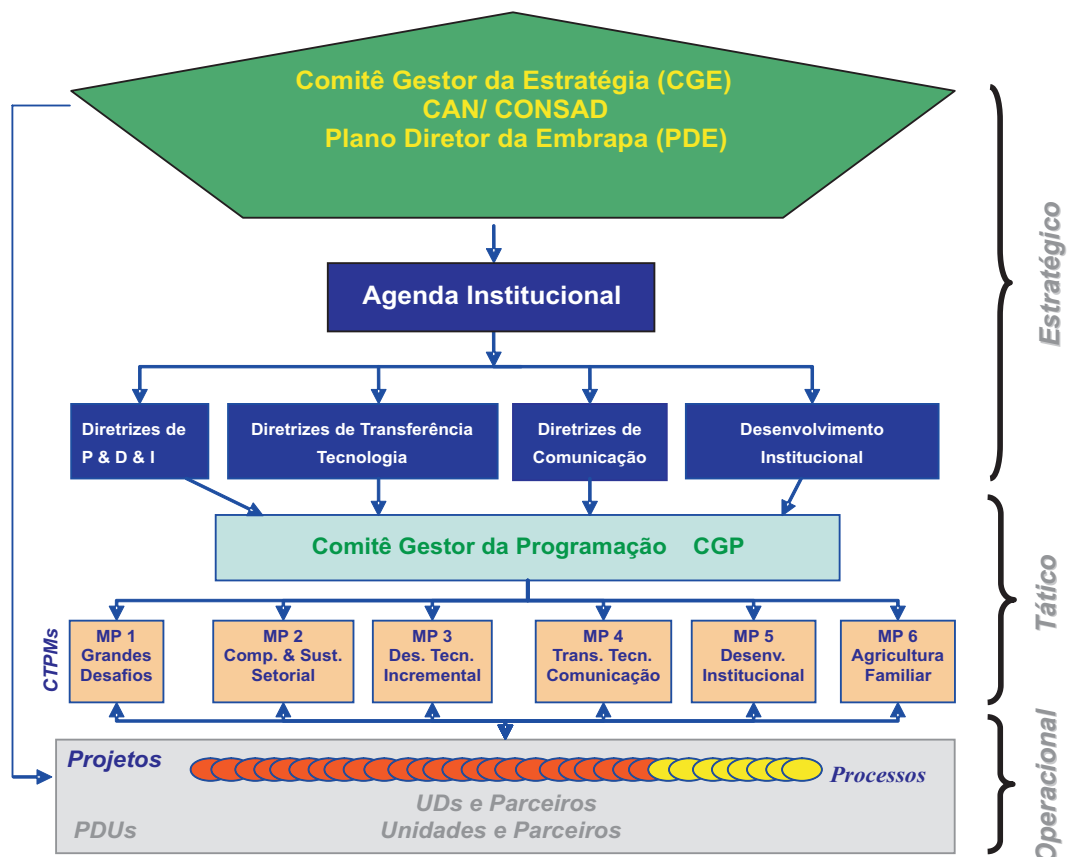 Comitê Gestor da Estratégia (CGE)
CAN/ CONSAD
Plano Diretor da Embrapa (PDE)
Estratégico
Agenda Institucional
Diretrizes de
P & D & I
Diretrizes de Transferência
Tecnologia
Diretrizes de
Comunicação
Desenvolvimento
Institucional
Comitê Gestor da Programação CGP
Tático
CTPMs
MP 1
Grandes
Desafios
MP 2
Comp. & Sust.
Setorial
MP 3
Des. Tecn.
Incremental
MP 4
Trans. Tecn.
Comunicação
MP 5
Desenv.
Institucional
MP 6
Agricultura
Familiar
Operacional
Projetos
Processos
UDs e Parceiros
PDUs
Unidades e Parceiros